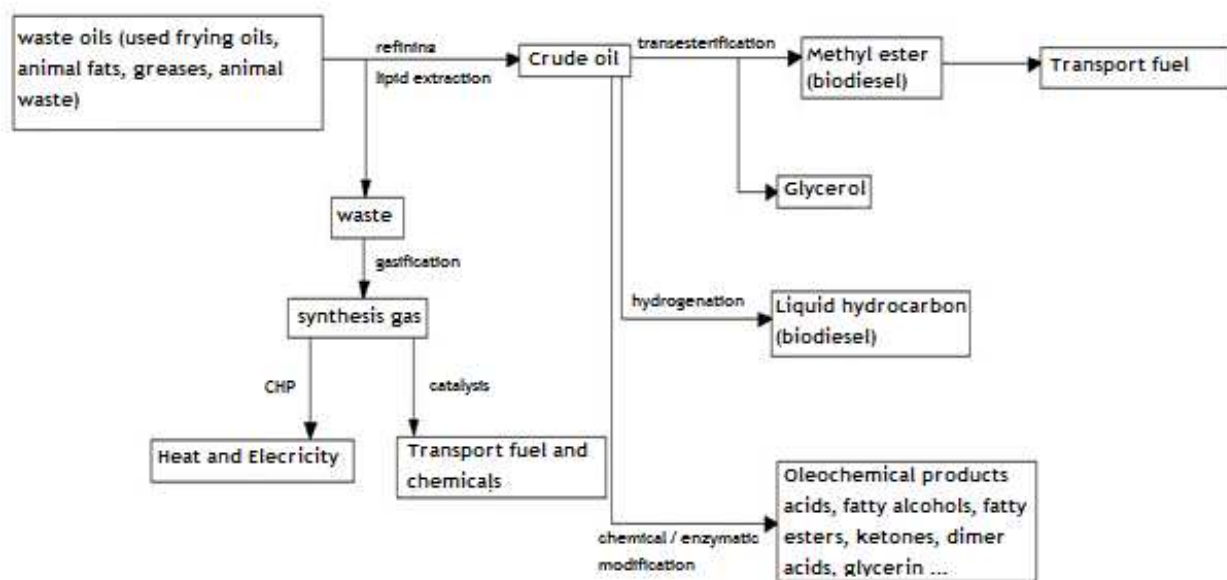 waste oils (used frying oils,
animal fats, greases, animal
waste)
refining
lipid extraction
Crude oil
transesterification
Methyl ester
(biodiesel)
Transport fuel
Glycerol
waste
gasification
synthesis gas
hydrogenation
Liquid hydrocarbon
(biodiesel)
CHP
catalysis
Heat and Elecricity
Transport fuel and
chemicals
Oleochemical products
acids, fatty alcohols, fatty
esters, ketones, dimer
acids, glycerin ...
chemical / enzymatic
modification